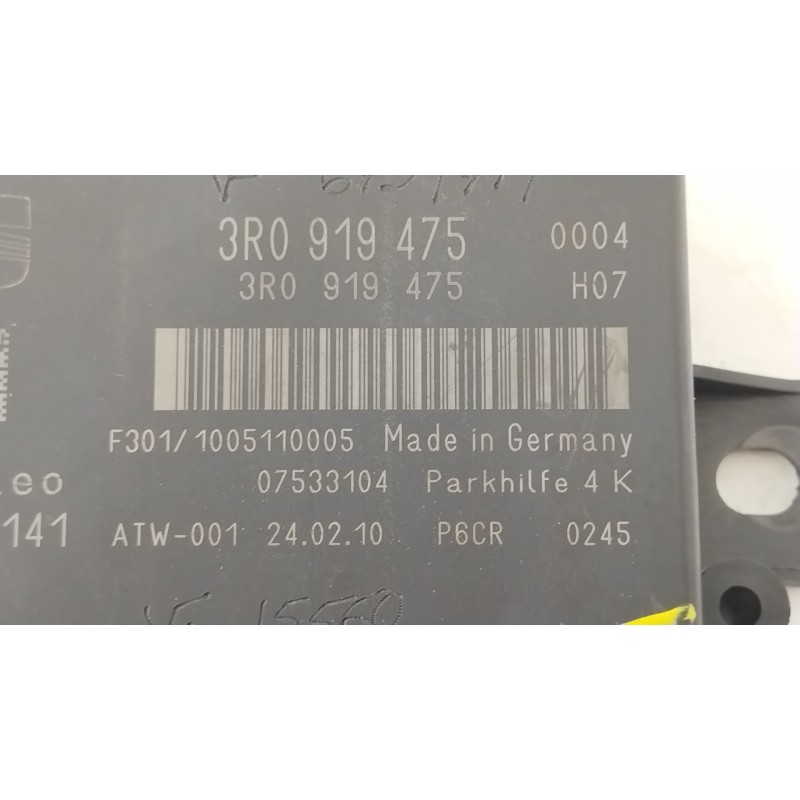 3R0 919 475 0004
3R0 919 475 H07
F301/1005110005 Made in Germany
07533104 Parkhilfe 4 K
141 ATW-001 24.02.10 P6CR 0245